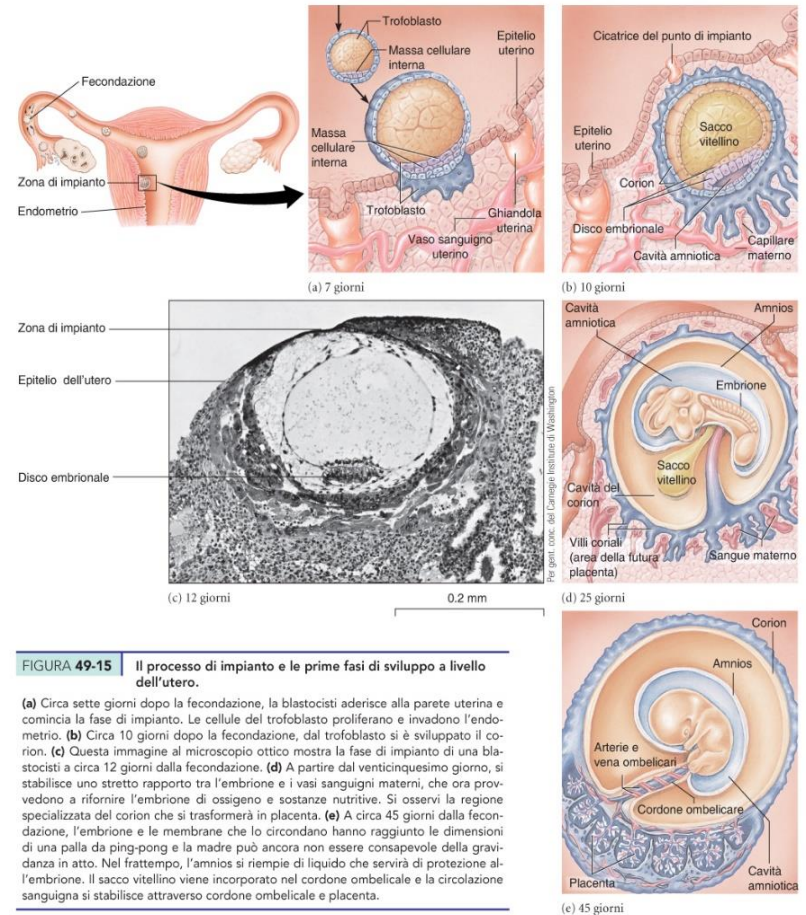 Fecondazione
Zona di impianto
Endometrio
Trofoblasto
Massa cellulare
interna
Epitelio
uterino
Massa
cellulare
interna
Trofoblasto
Ghiandola
uterina
Vaso sanguigno
uterino
(a) 7 giorni
Cicatrice del punto di impianto
Epitelio
uterino
Sacco
vitellino
Corion
Disco embrionale
Cavità amniotica
Capillare
materno
(b) 10 giorni
Zona di impianto
Epitelio dell'utero
Disco embrionale
Per gent. conc. del Carnegie Institute di Washington
(c) 12 giorni
0.2 mm
Cavità
amniotica
Amnios
Embrione
Sacco
vitellino
Cavità del
corion
Villi coriali
(area della futura
placenta)
Sangue materno
(d) 25 giorni
Corion
Amnios
Arterie e
vena ombelicari
Cordone ombelicare
Placenta
Cavità
amniotica
(e) 45 giorni
FIGURA 49-15
Il processo di impianto e le prime fasi di sviluppo a livello
dell'utero.
(a) Circa sette giorni dopo la fecondazione, la blastocisti aderisce alla parete uterina e
comincia la fase di impianto. Le cellule del trofoblasto proliferano e invadono l'endo-
metrio. (b) Circa 10 giorni dopo la fecondazione, dal trofoblasto si è sviluppato il co-
rion. (c) Questa immagine al microscopio ottico mostra la fase di impianto di una bla-
stocisti a circa 12 giorni dalla fecondazione. (d) A partire dal venticinquesimo giorno, si
stabilisce uno stretto rapporto tra l'embrione e i vasi sanguigni materni, che ora prov-
vedono a rifornire l'embrione di ossigeno e sostanze nutritive. Si osservi la regione
specializzata del corion che si trasformerà in placenta. (e) A circa 45 giorni dalla fecon-
dazione, l'embrione e le membrane che lo circondano hanno raggiunto le dimensioni
di una palla da ping-pong e la madre può ancora non essere consapevole della gravi-
danza in atto. Nel frattempo, l'amnios si riempie di liquido che servirà di protezione al-
l'embrione. Il sacco vitellino viene incorporato nel cordone ombelicale e la circolazione
sanguigna si stabilisce attraverso cordone ombelicale e placenta.